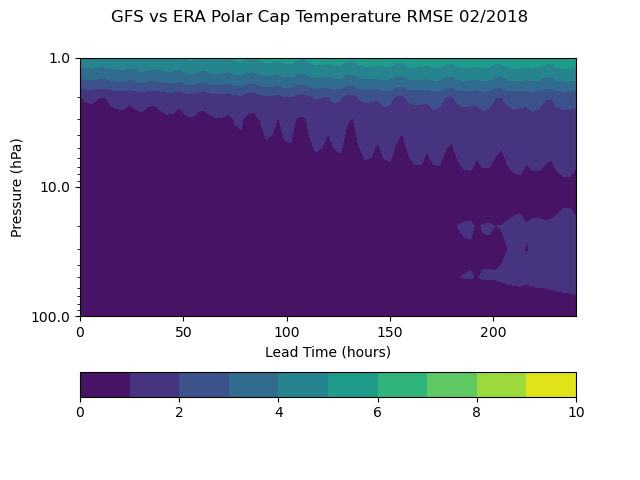 GFS vs ERA Polar Cap Temperature RMSE 02/2018
1.0
10.0
100.0
Pressure (hPa)
0 50 100 150 200
Lead Time (hours)
0 2 4 6 8 10